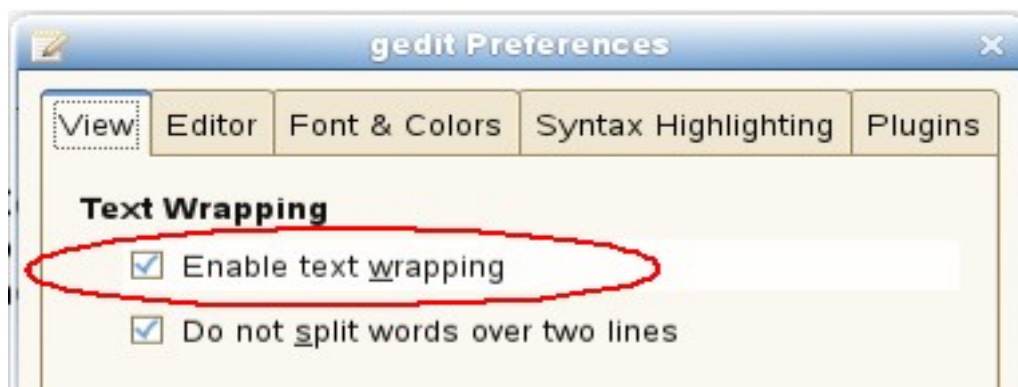 gedit Preferences
View Editor Font & Colors Syntax Highlighting Plugins
Text Wrapping
Enable text wrapping
Do not split words over two lines